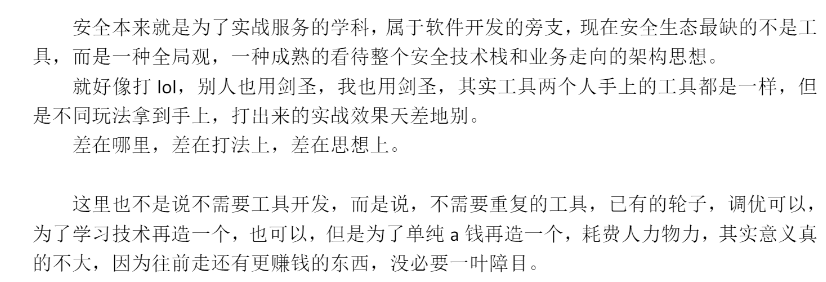 安全本来就是为了实战服务的学科，属于软件开发的旁支，现在安全生态最缺的不是工
具，而是一种全局观，一种成熟的看待整个安全技术栈和业务走向的架构思想。
就好像打 lol，别人也用剑圣，我也用剑圣，其实工具两个人手上的工具都是一样，但
是不同玩法拿到手上，打出来的实战效果天差地别。
差在哪里，差在打法上，差在思想上。
这里也不是说不需要工具开发，而是说，不需要重复的工具，已有的轮子，调优可以，
为了学习技术再造一个，也可以，但是为了单纯 a 钱再造一个，耗费人力物力，其实意义真
的不大，因为往前走还有更赚钱的东西，没必要一叶障目。